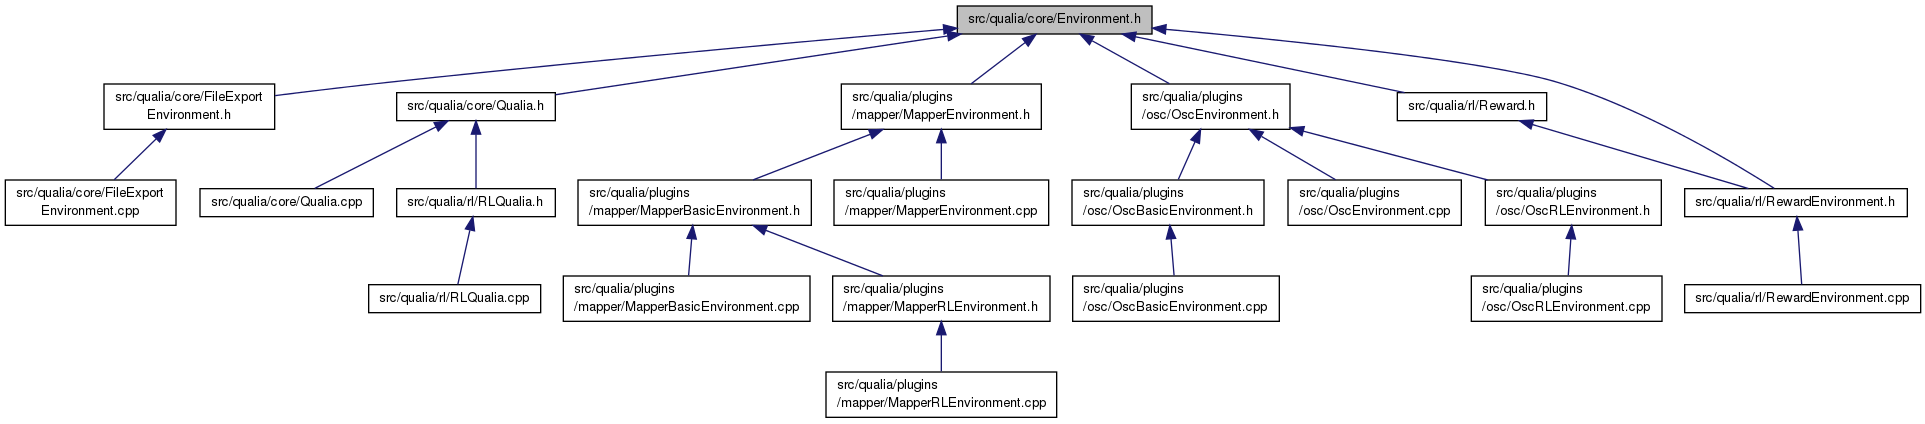 src/qualia/core/Environment.h
src/qualia/core/FileExport
Environment.h
src/qualia/core/Qualia.h
src/qualia/plugins
/mapper/MapperEnvironment.h
src/qualia/plugins
/osc/OscEnvironment.h
src/qualia/rl/Reward.h
src/qualia/core/FileExport
Environment.cpp
src/qualia/core/Qualia.cpp
src/qualia/rl/RLQualia.h
src/qualia/plugins
/mapper/MapperBasicEnvironment.h
src/qualia/plugins
/mapper/MapperEnvironment.cpp
src/qualia/plugins
/osc/OscBasicEnvironment.h
src/qualia/plugins
/osc/OscEnvironment.cpp
src/qualia/plugins
/osc/OscRLEnvironment.h
src/qualia/rl/RewardEnvironment.h
src/qualia/rl/RLQualia.cpp
src/qualia/plugins
/mapper/MapperBasicEnvironment.cpp
src/qualia/plugins
/mapper/MapperRLEnvironment.h
src/qualia/plugins
/osc/OscBasicEnvironment.cpp
src/qualia/plugins
/osc/OscRLEnvironment.cpp
src/qualia/rl/RewardEnvironment.cpp
src/qualia/plugins
/mapper/MapperRLEnvironment.cpp